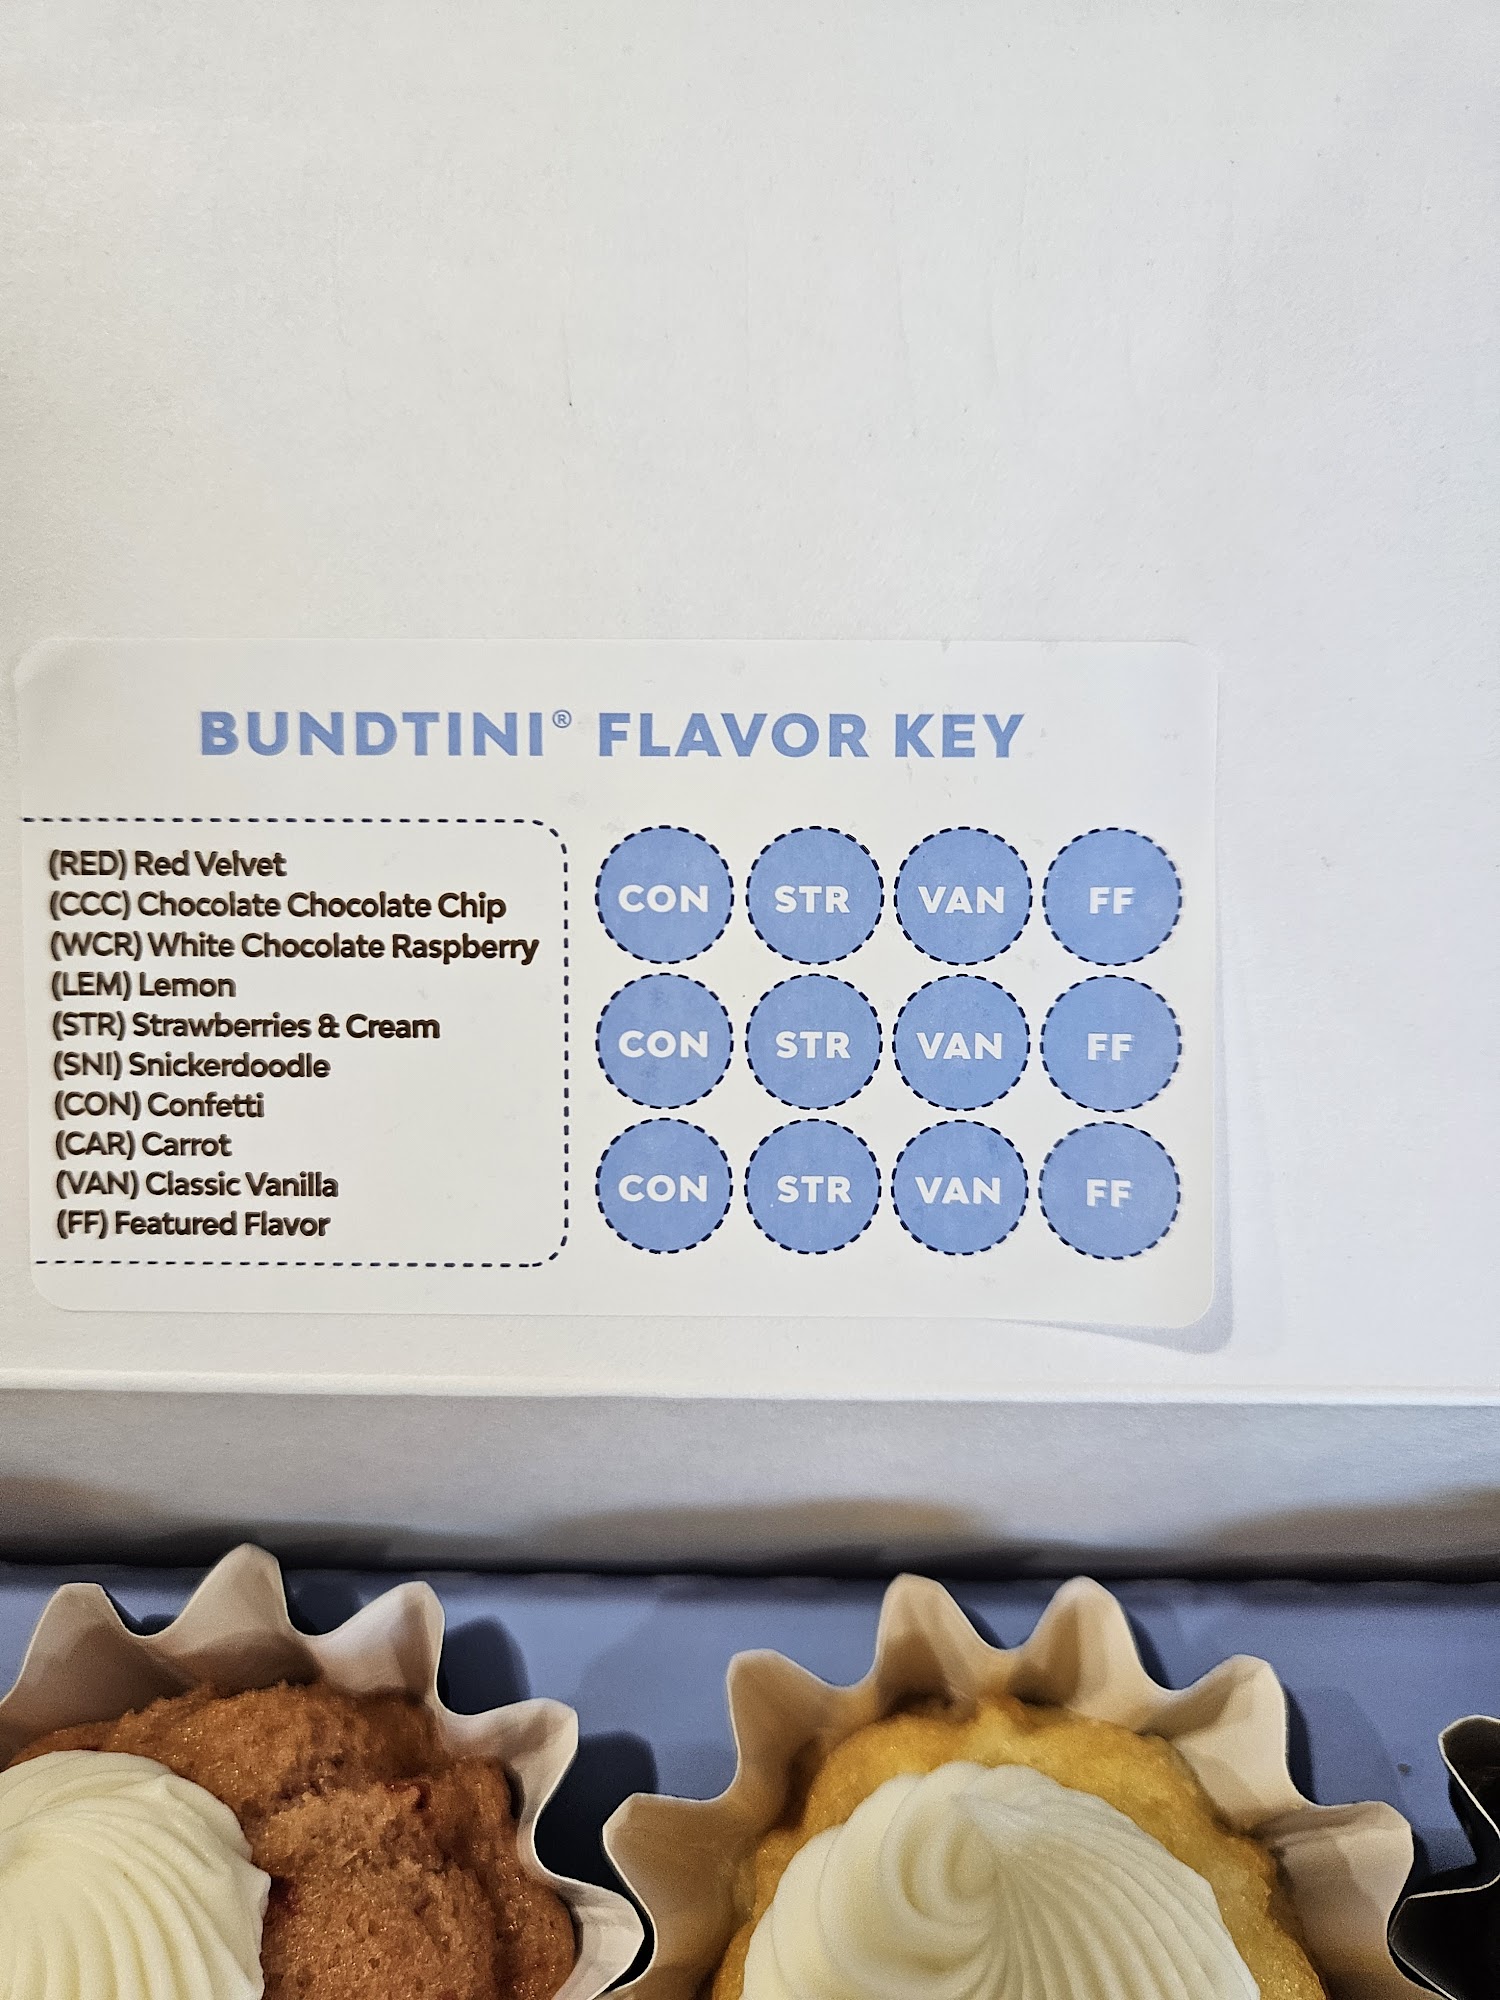 BUNDTINI® FLAVOR KEY
(RED) Red Velvet
(CCC) Chocolate Chocolate Chip
(WCR) White Chocolate Raspberry
(LEM) Lemon
(STR) Strawberries & Cream
(SNI) Snickerdoodle
(CON) Confetti
(CAR) Carrot
(VAN) Classic Vanilla
(FF) Featured Flavor
CON STR VAN FF
CON STR VAN FF
CON STR VAN FF